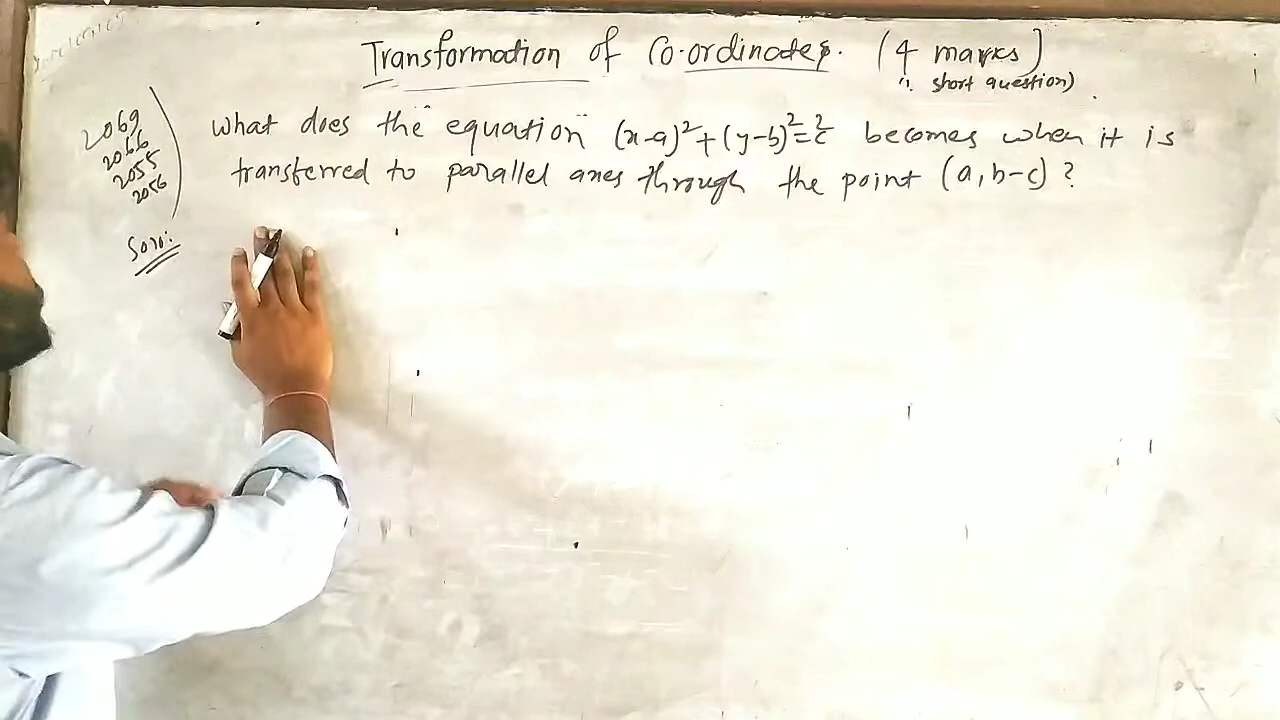 Transformation of Co-ordinates. (4 marks)
short question)
2069
2066
2055
2056
What does the equation (x-a)²+(y-b)²=c² becomes when it is
transferred to parallel axes through the point (a, b-c) ?
Soln: